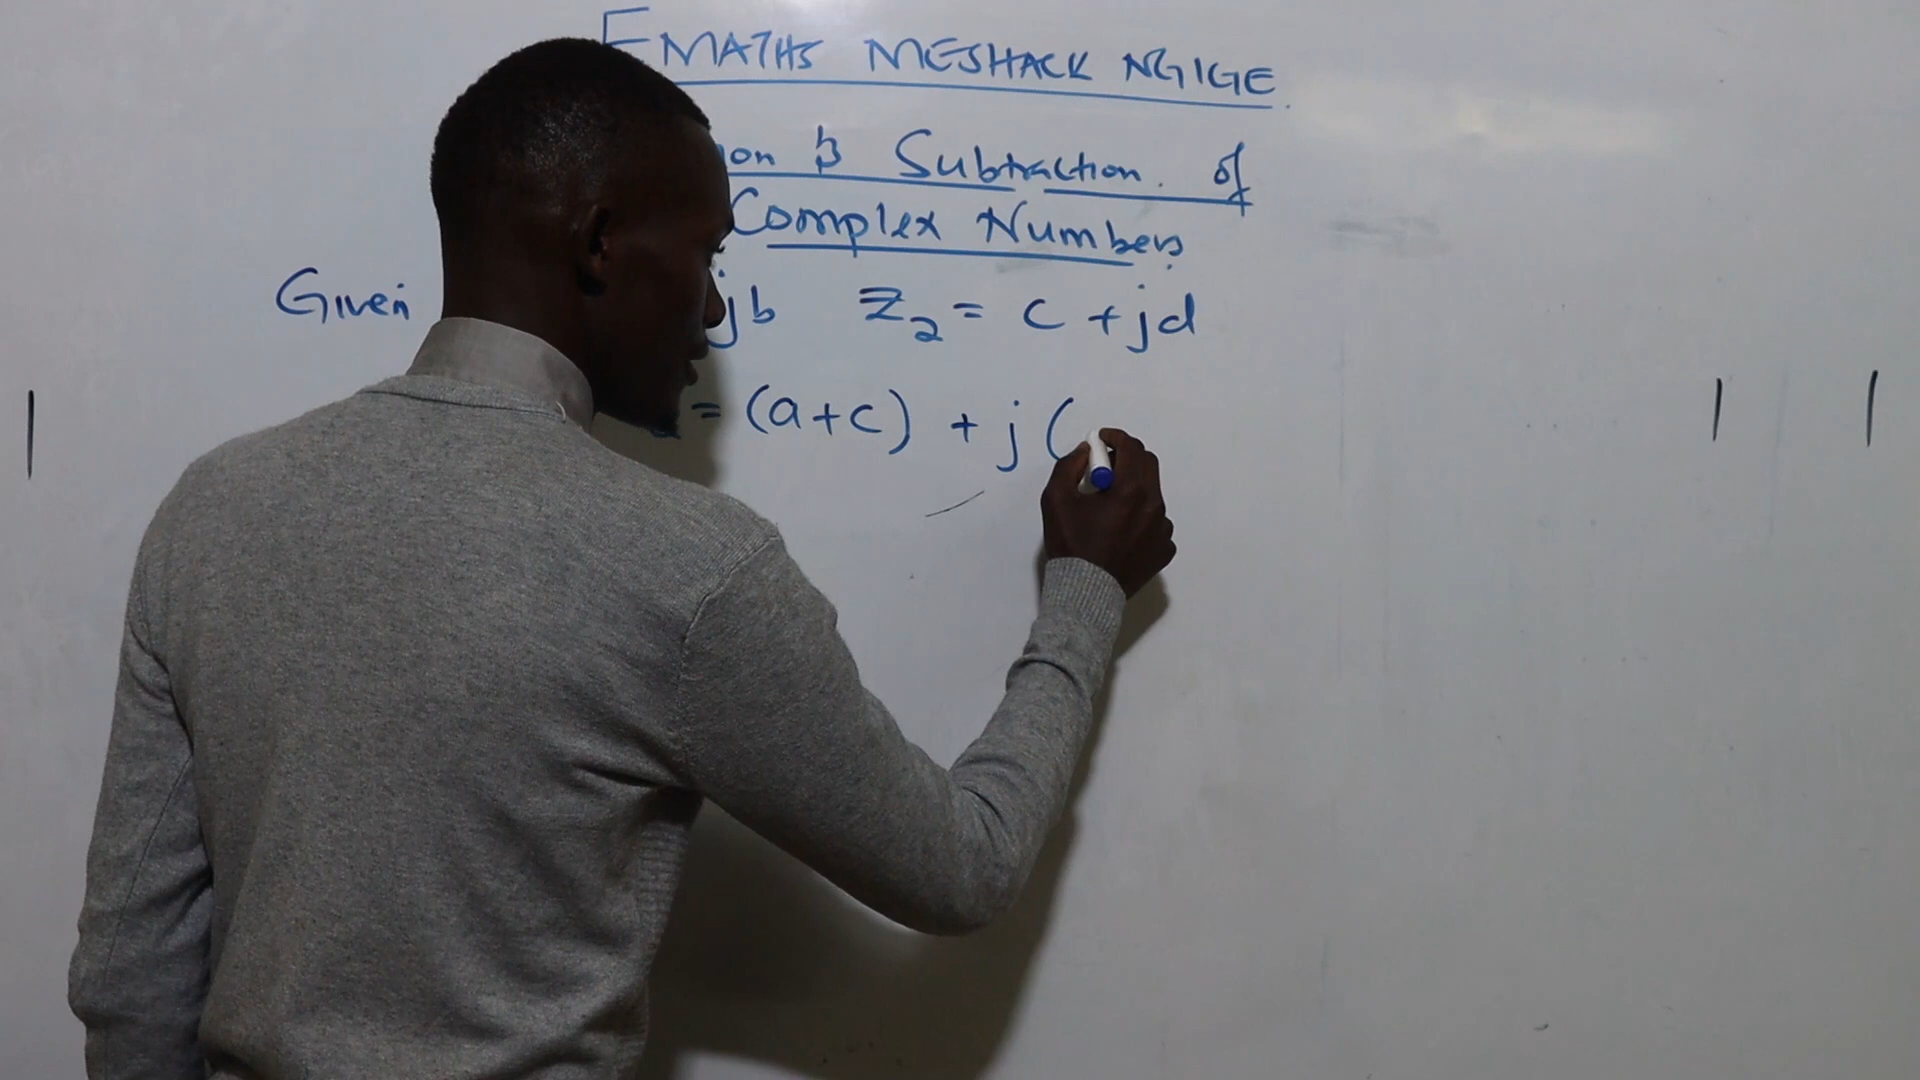 EMATHS MESHACK NGIGE
on & Subtraction. of
Complex Numbers
Given jb Z₂ = c + jd
= (a+c) + j (